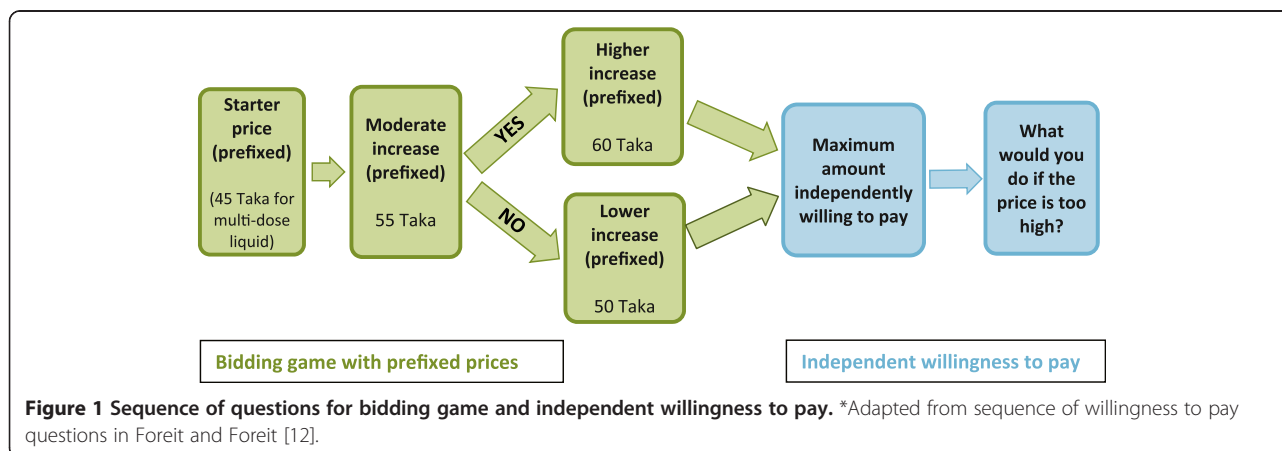 Starter
price
(prefixed)
(45 Taka for
multi-dose
liquid)
Moderate
increase
(prefixed)
55 Taka
YES
NO
Higher
increase
(prefixed)
60 Taka
Lower
increase
(prefixed)
50 Taka
Maximum
amount
independently
willing to pay
What
would you
do if the
price is too
high?
Bidding game with prefixed prices
Independent willingness to pay
Figure 1 Sequence of questions for bidding game and independent willingness to pay. *Adapted from sequence of willingness to pay
questions in Foreit and Foreit [12].